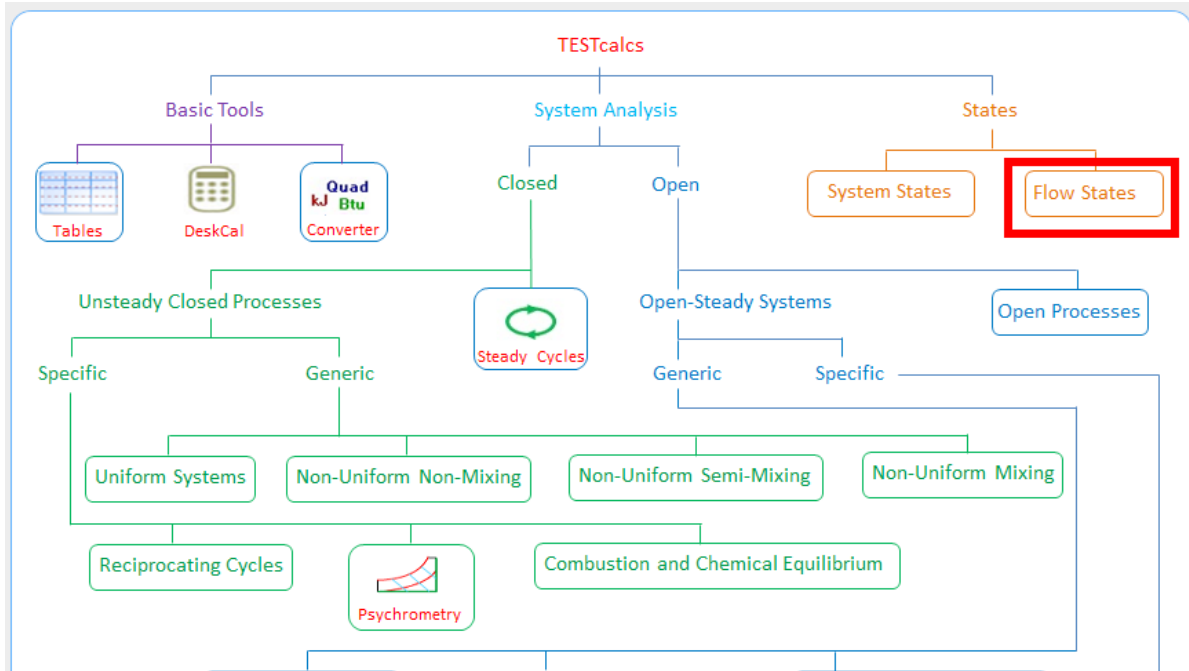 TESTcalcs
Basic Tools
System Analysis
States
Closed
Open
System States
Flow States
Tables
DeskCal
Quad
kJ Btu
Converter
Unsteady Closed Processes
Steady Cycles
Open-Steady Systems
Open Processes
Specific
Generic
Generic
Specific
Uniform Systems
Non-Uniform Non-Mixing
Non-Uniform Semi-Mixing
Non-Uniform Mixing
Reciprocating Cycles
Psychrometry
Combustion and Chemical Equilibrium